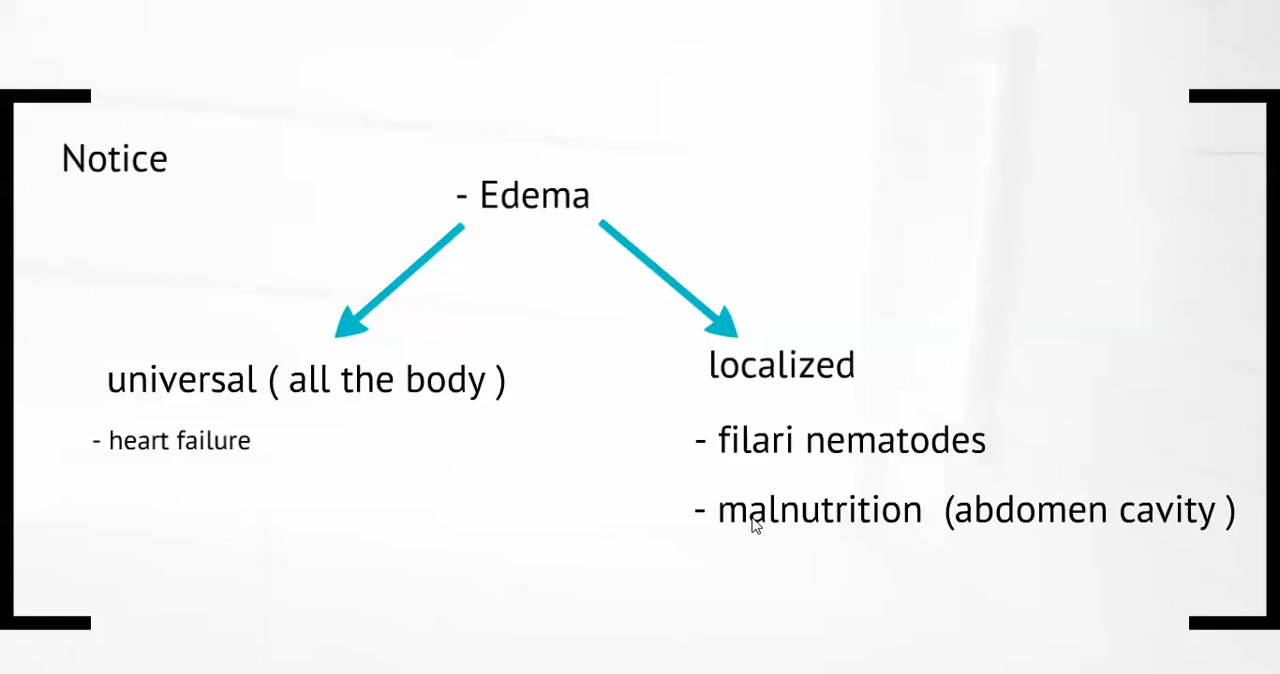 Notice
- Edema
universal ( all the body )
- heart failure
localized
- filari nematodes
- malnutrition (abdomen cavity )